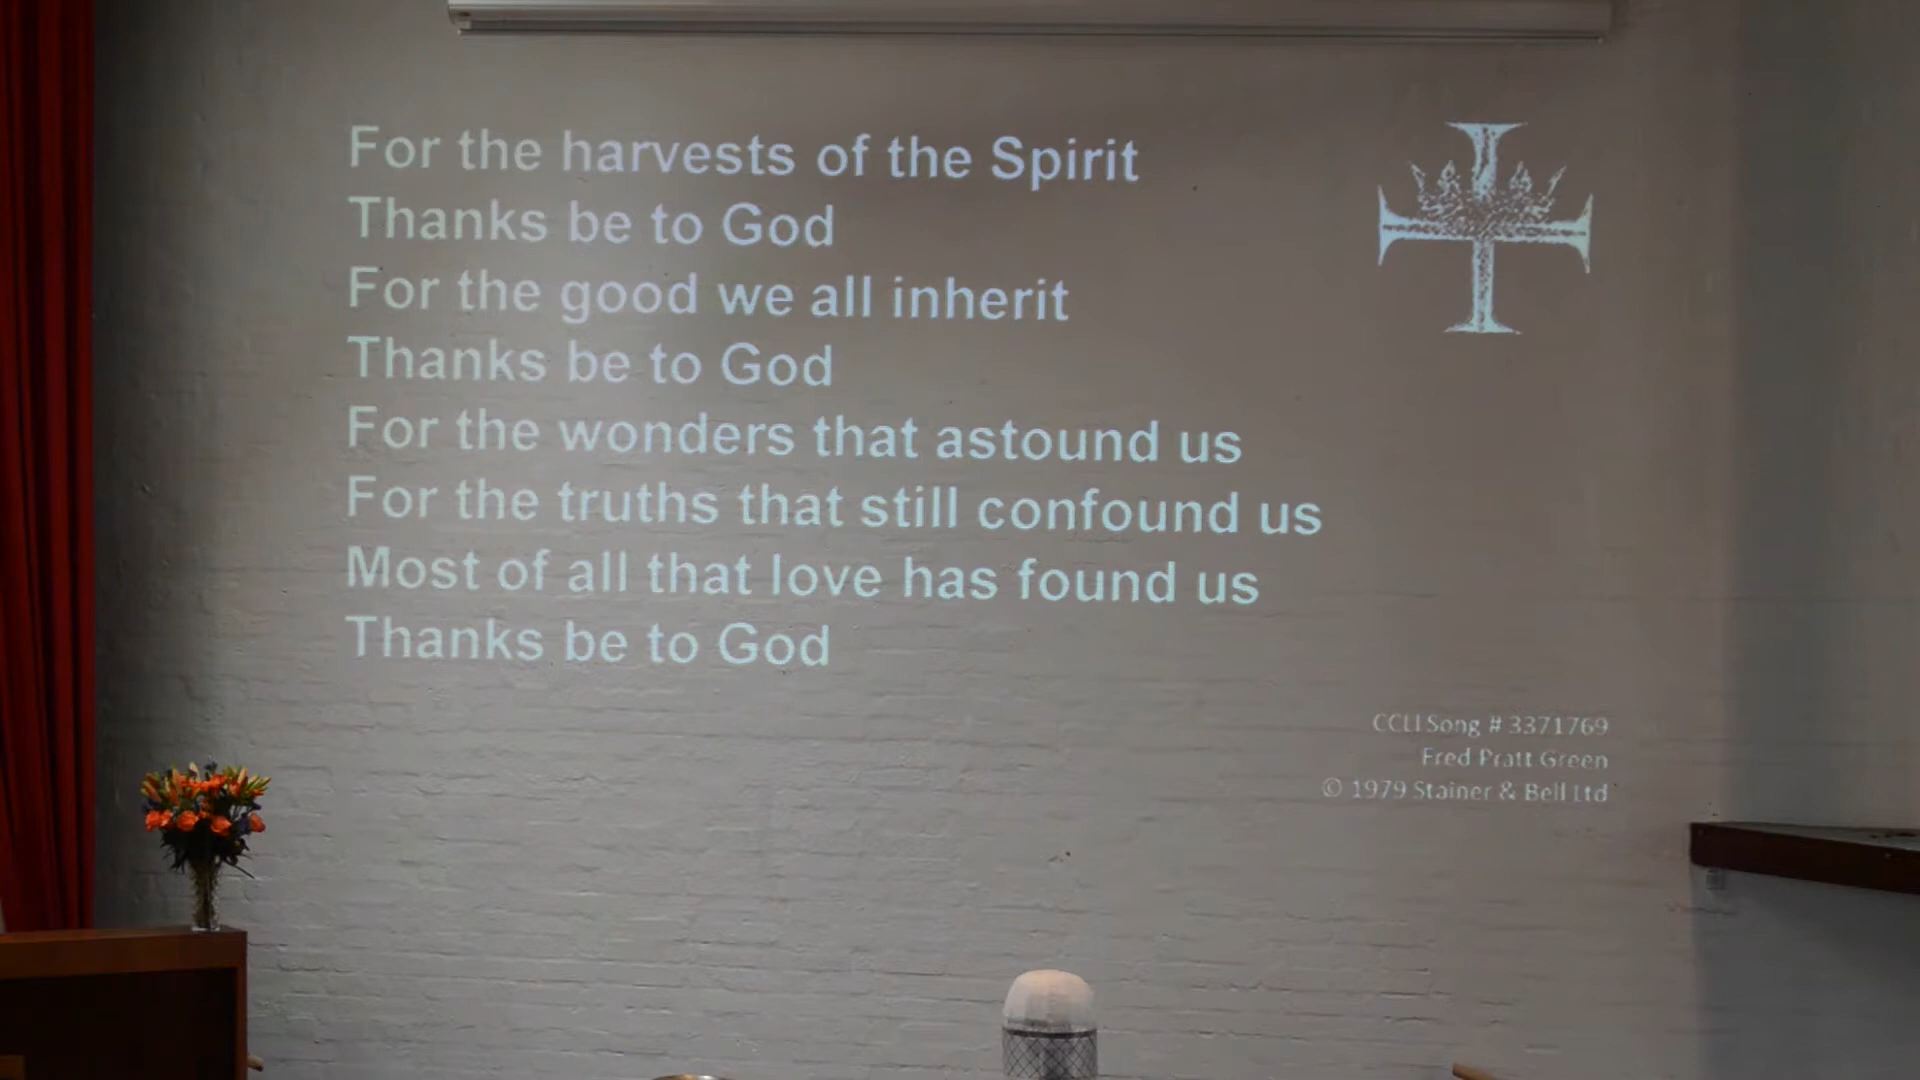 For the harvests of the Spirit
Thanks be to God
For the good we all inherit
Thanks be to God
For the wonders that astound us
For the truths that still confound us
Most of all that love has found us
Thanks be to God
CCLI Song # 3371769
Fred Pratt Green
© 1979 Stainer & Bell Ltd